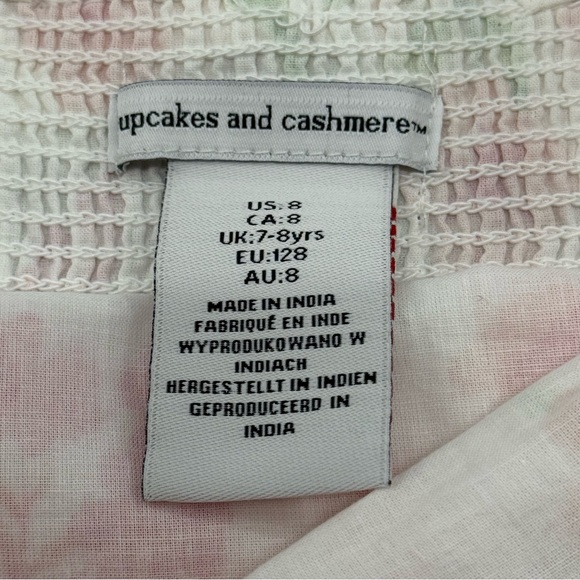 upcakes and cashmere™
US: 8
CA: 8
UK:7-8yrs
EU:128
AU:8
MADE IN INDIA
FABRIQUÉ EN INDE
WYPRODUKOWANO W
INDIACH
HERGESTELLT IN INDIEN
GEPRODUCEERD IN
INDIA